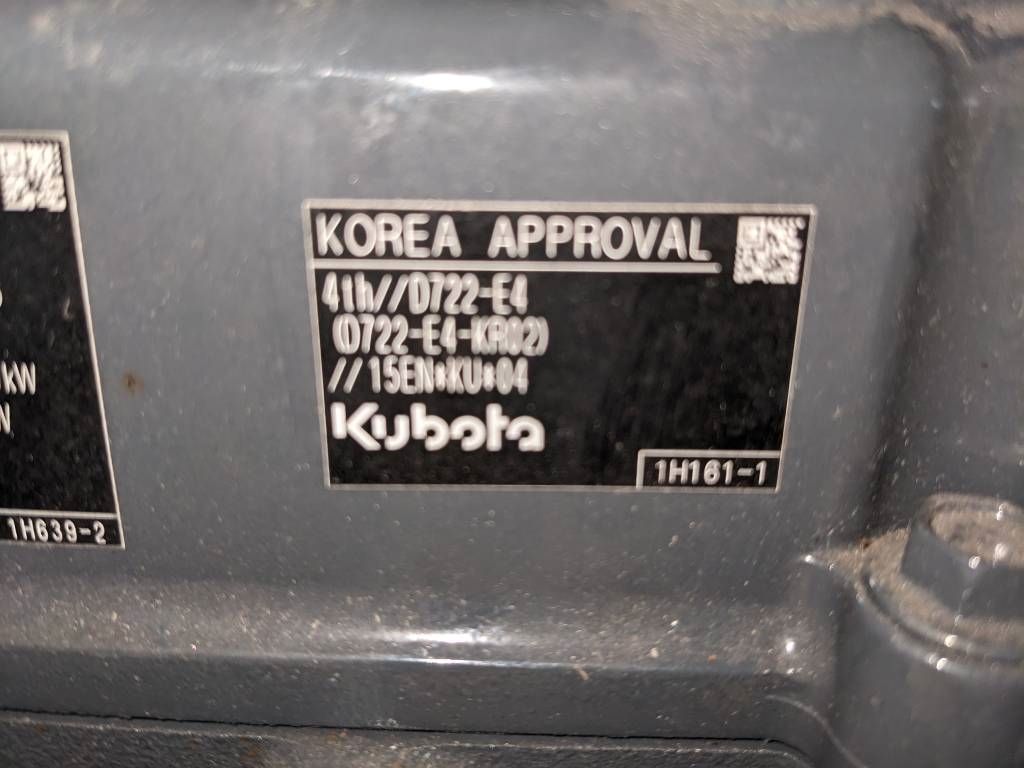 KOREA APPROVAL
4th//D722-E4
(D722-E4-KR02)
//15EN*KU*04
Kubota
1H161-1
kW
N
1H639-2